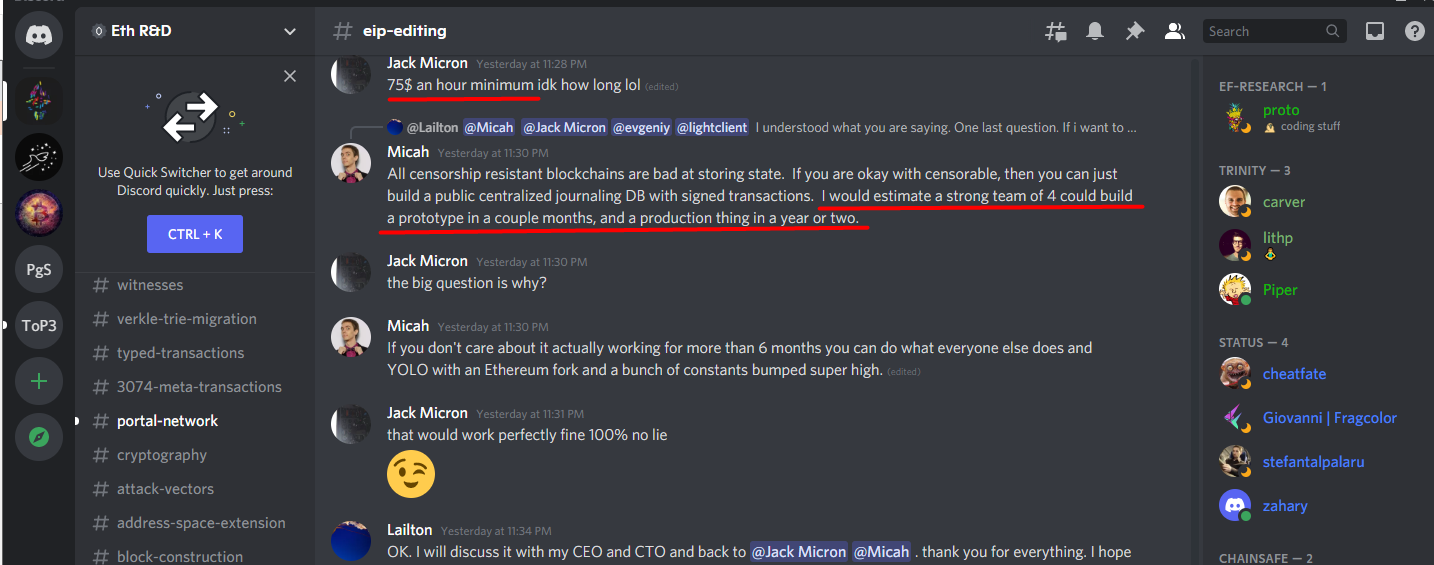 Eth R&D
Use Quick Switcher to get around
Discord quickly. Just press:
CTRL + K
PgS
ToP3
# witnesses
# verkle-trie-migration
# typed-transactions
# 3074-meta-transactions
# portal-network
# cryptography
# attack-vectors
# address-space-extension
# block-construction
# eip-editing
Search
Jack Micron Yesterday at 11:28 PM
75$ an hour minimum idk how long lol (edited)
@Lailton @Micah @Jack Micron @evgeniy @lightclient I understood what you are saying. One last question. If i want to ...
Micah Yesterday at 11:30 PM
All censorship resistant blockchains are bad at storing state. If you are okay with censorable, then you can just
build a public centralized journaling DB with signed transactions. I would estimate a strong team of 4 could build
a prototype in a couple months, and a production thing in a year or two.
Jack Micron Yesterday at 11:30 PM
the big question is why?
Micah Yesterday at 11:30 PM
If you don't care about it actually working for more than 6 months you can do what everyone else does and
YOLO with an Ethereum fork and a bunch of constants bumped super high. (edited)
Jack Micron Yesterday at 11:31 PM
that would work perfectly fine 100% no lie
Lailton Yesterday at 11:34 PM
OK. I will discuss it with my CEO and CTO and back to @Jack Micron @Micah . thank you for everything. I hope
EF-RESEARCH — 1
proto
coding stuff
TRINITY — 3
carver
lithp
Piper
STATUS — 4
cheatfate
Giovanni | Fragcolor
stefantalpalaru
zahary
CHAINSAFE — 2